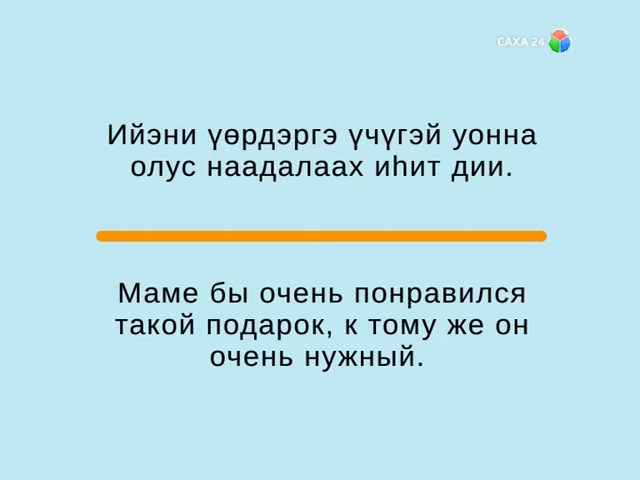 САХА 24
Ийэни үөрдэргэ үчүгэй уонна
олус наадалаах иһит дии.
Маме бы очень понравился
такой подарок, к тому же он
очень нужный.